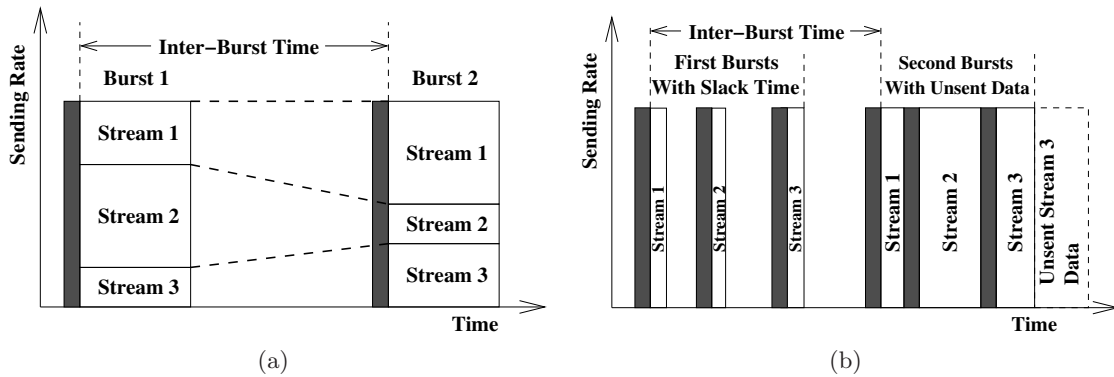 Sending Rate
Inter−Burst Time
Burst 1
Burst 2
Stream 1
Stream 2
Stream 3
Stream 1
Stream 2
Stream 3
Time
(a)
Sending Rate
Inter−Burst Time
First Bursts
With Slack Time
Second Bursts
With Unsent Data
Stream 1
Stream 2
Stream 3
Stream 1
Stream 2
Stream 3
Unsent Stream 3
Data
Time
(b)